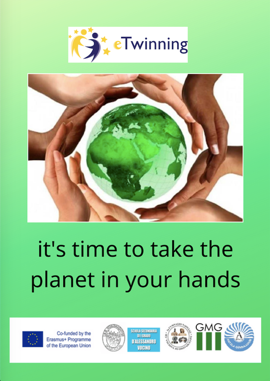 eTwinning
it's time to take the
planet in your hands
Co-funded by the
Erasmus+ Programme
of the European Union
GMG